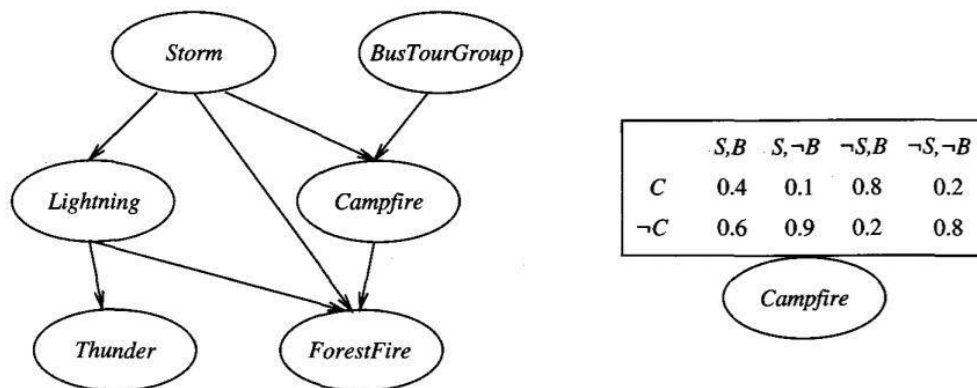 Storm BusTourGroup
Lightning Campfire
Thunder ForestFire
S,B S,¬B ¬S,B ¬S,¬B
C 0.4 0.1 0.8 0.2
¬C 0.6 0.9 0.2 0.8
Campfire